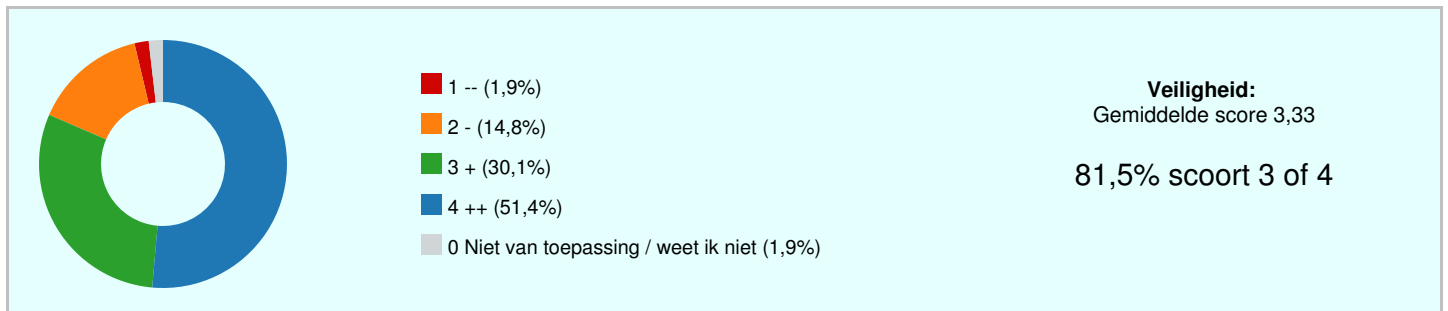 1 -- (1,9%)
2 - (14,8%)
3 + (30,1%)
4 ++ (51,4%)
0 Niet van toepassing / weet ik niet (1,9%)
Veiligheid:
Gemiddelde score 3,33
81,5% scoort 3 of 4